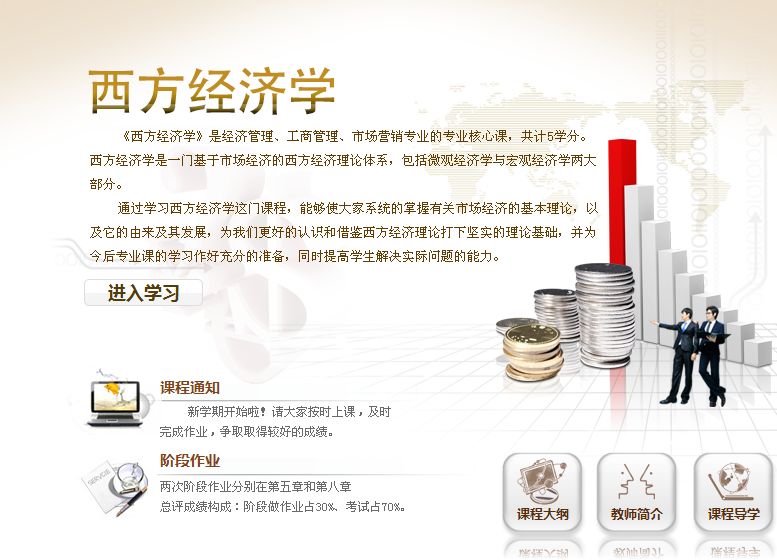 西方经济学
《西方经济学》是经济管理、工商管理、市场营销专业的专业核心课，共计5学分。
西方经济学是一门基于市场经济的西方经济理论体系，包括微观经济学与宏观经济学两大
部分。
通过学习西方经济学这门课程，能够使大家系统的掌握有关市场经济的基本理论，以
及它的由来及其发展，为我们更好的认识和借鉴西方经济理论打下坚实的理论基础，并为
今后专业课的学习作好充分的准备，同时提高学生解决实际问题的能力。
进入学习
课程通知
新学期开始啦！请大家按时上课，及时
完成作业，争取取得较好的成绩。
阶段作业
两次阶段作业分别在第五章和第八章
总评成绩构成：阶段做作业占30%、考试占70%。
课程大纲
教师简介
课程导学